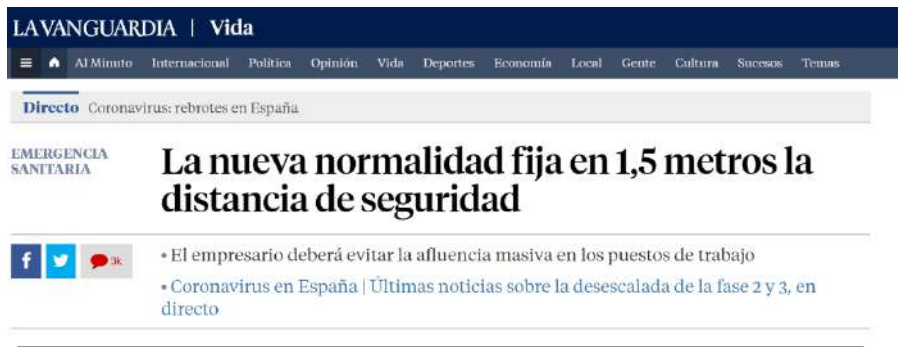 LA VANGUARDIA | Vida
Al Minuto Internacional Política Opinión Vida Deportes Economía Local Gente Cultura Sucesos Temas
Directo Coronavirus: rebrotes en España
EMERGENCIA
SANITARIA
La nueva normalidad fija en 1,5 metros la
distancia de seguridad
f 3k
• El empresario deberá evitar la afluencia masiva en los puestos de trabajo
• Coronavirus en España | Últimas noticias sobre la desescalada de la fase 2 y 3, en
directo